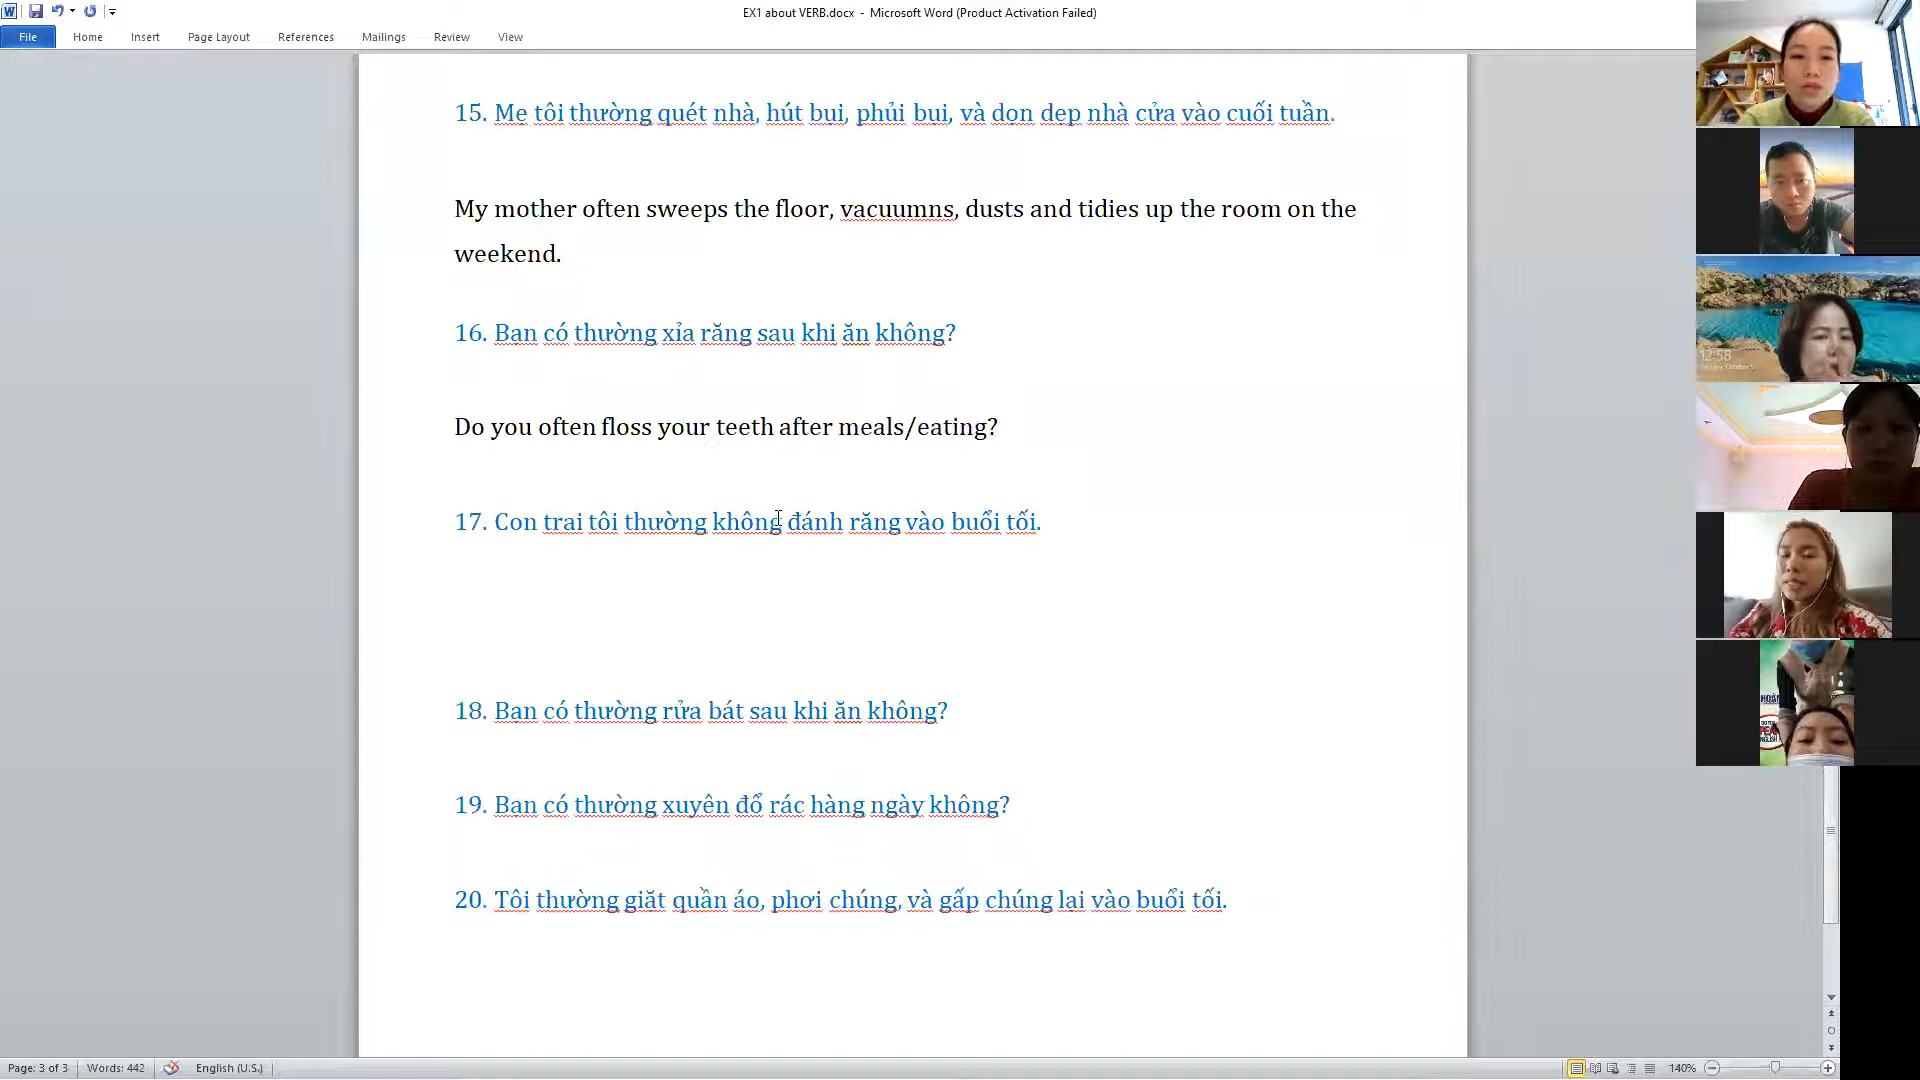 EX1 about VERB.docx - Microsoft Word (Product Activation Failed)
File Home Insert Page Layout References Mailings Review View
15. Mẹ tôi thường quét nhà, hút bụi, phủi bụi, và dọn dẹp nhà cửa vào cuối tuần.
My mother often sweeps the floor, vacuumns, dusts and tidies up the room on the
weekend.
16. Bạn có thường xỉa răng sau khi ăn không?
Do you often floss your teeth after meals/eating?
17. Con trai tôi thường không đánh răng vào buổi tối.
18. Bạn có thường rửa bát sau khi ăn không?
19. Bạn có thường xuyên đổ rác hàng ngày không?
20. Tôi thường giặt quần áo, phơi chúng, và gấp chúng lại vào buổi tối.
Page: 3 of 3 Words: 442 English (U.S.) 140%
12:58